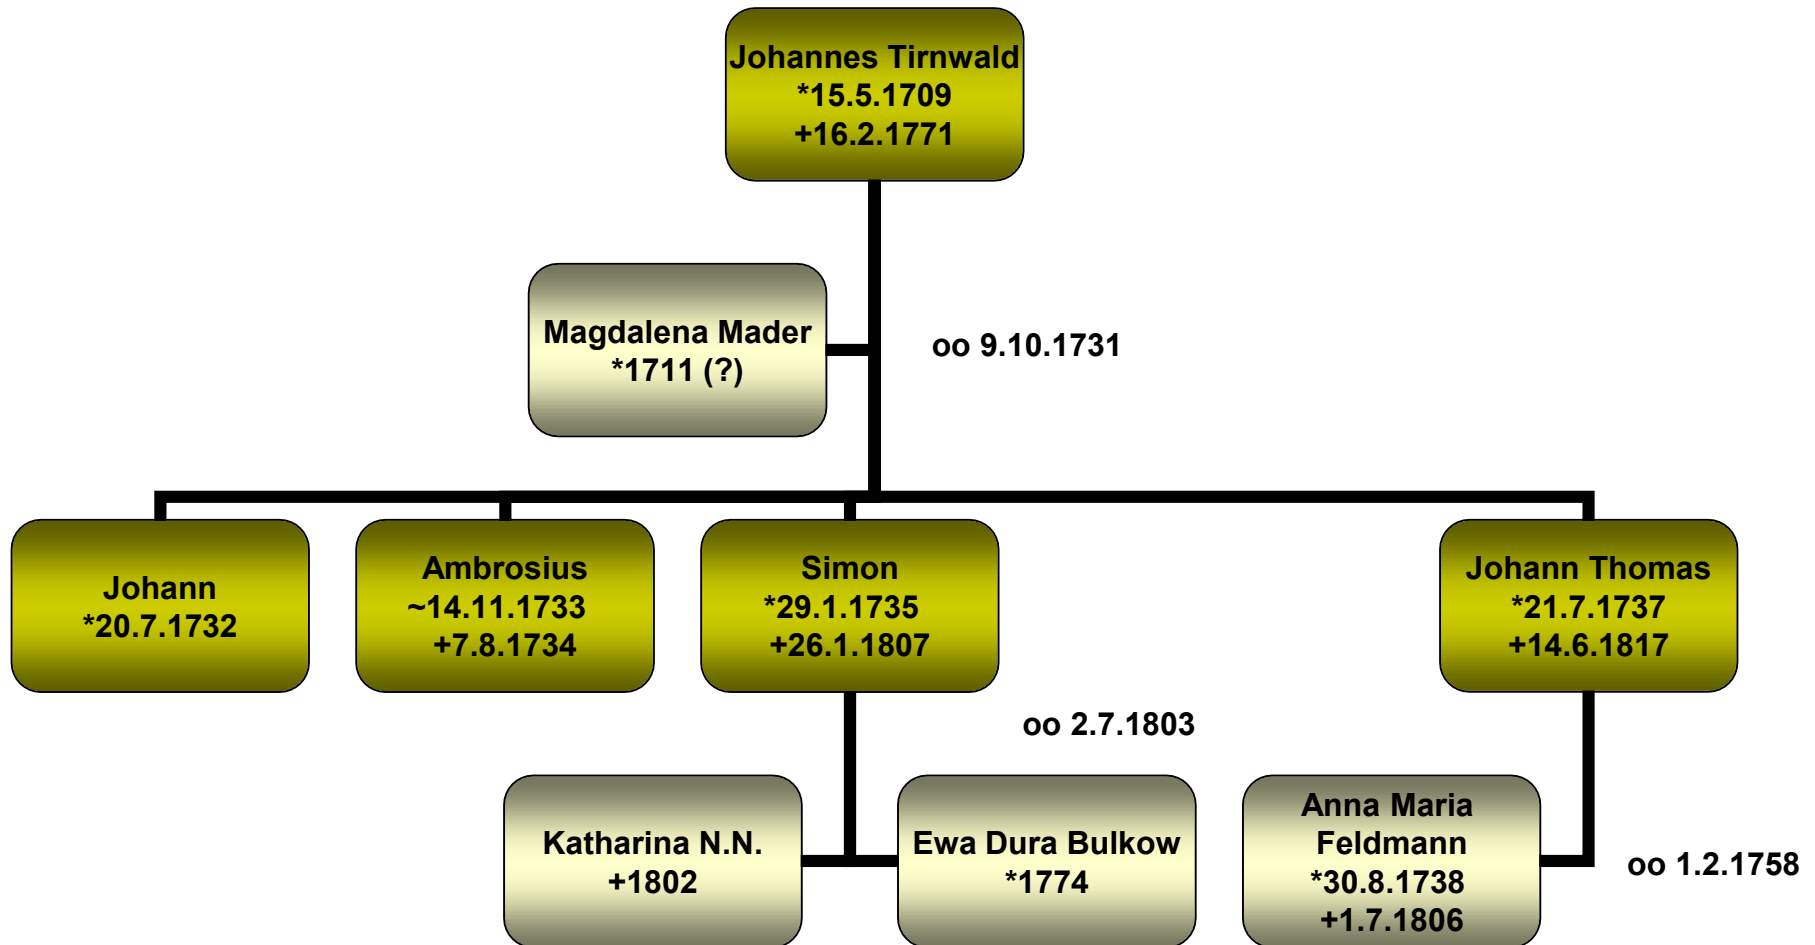 Johannes Tirnwald
*15.5.1709
+16.2.1771
Magdalena Mader
*1711 (?)
oo 9.10.1731
Johann
*20.7.1732
Ambrosius
~14.11.1733
+7.8.1734
Simon
*29.1.1735
+26.1.1807
Johann Thomas
*21.7.1737
+14.6.1817
oo 2.7.1803
Katharina N.N.
+1802
Ewa Dura Bulkow
*1774
Anna Maria
Feldmann
*30.8.1738
+1.7.1806
oo 1.2.1758